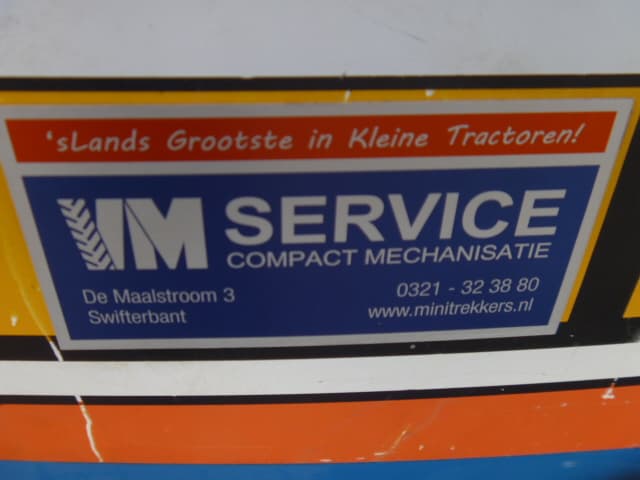 'sLands Grootste in Kleine Tractoren!
VM SERVICE
COMPACT MECHANISATIE
De Maalstroom 3
Swifterbant
0321 - 32 38 80
www.minitrekkers.nl